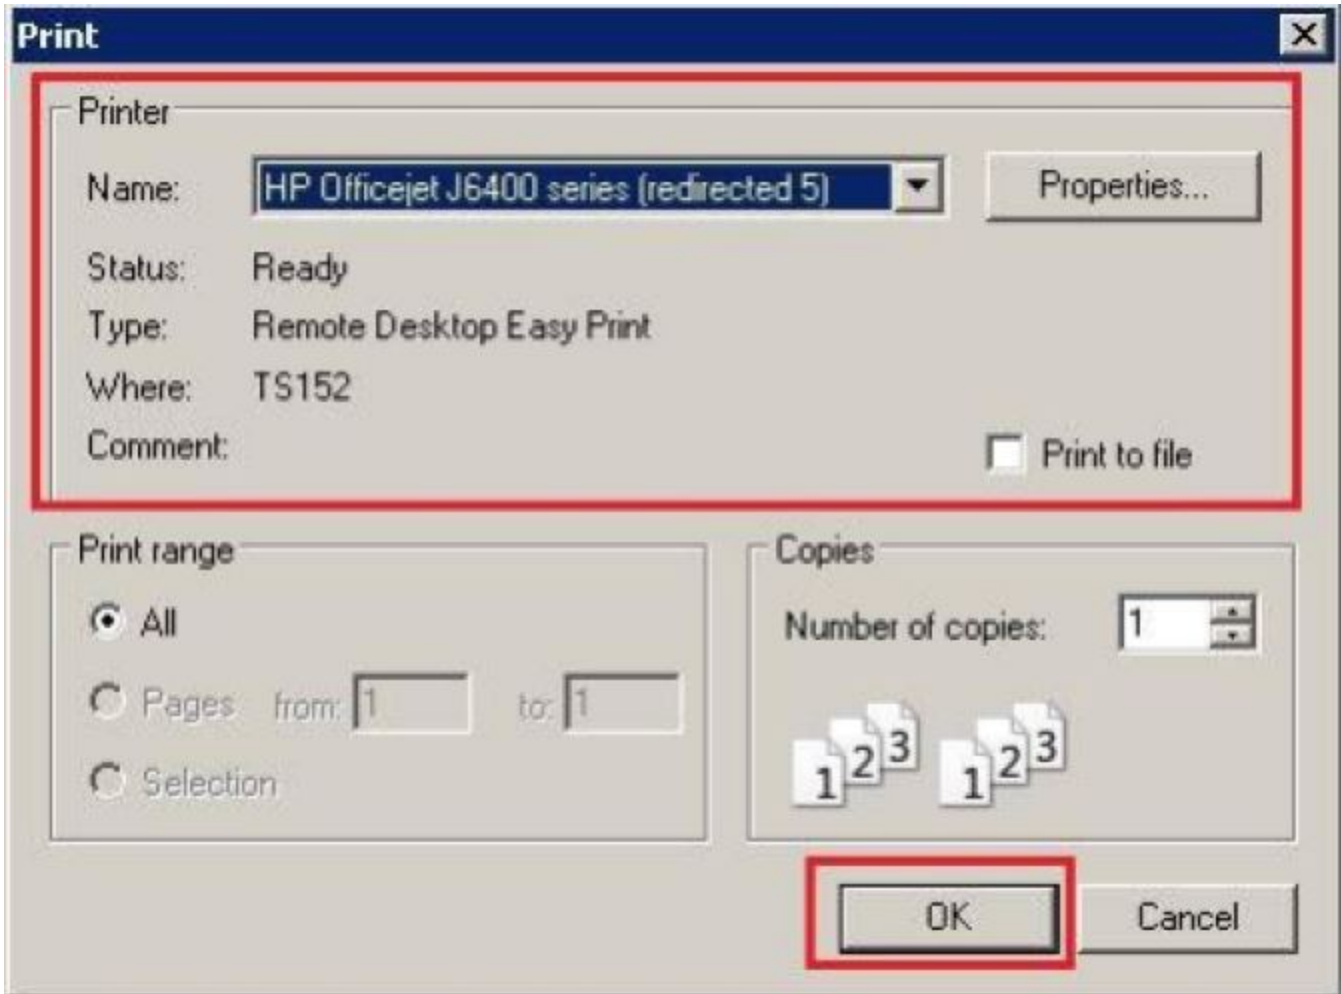 Print
Printer
Name: HP Officejet J6400 series (redirected 5) Properties...
Status: Ready
Type: Remote Desktop Easy Print
Where: TS152
Comment: Print to file
Print range
All
Pages from: 1 to: 1
Selection
Copies
Number of copies: 1
1 2 3 1 2 3
OK Cancel